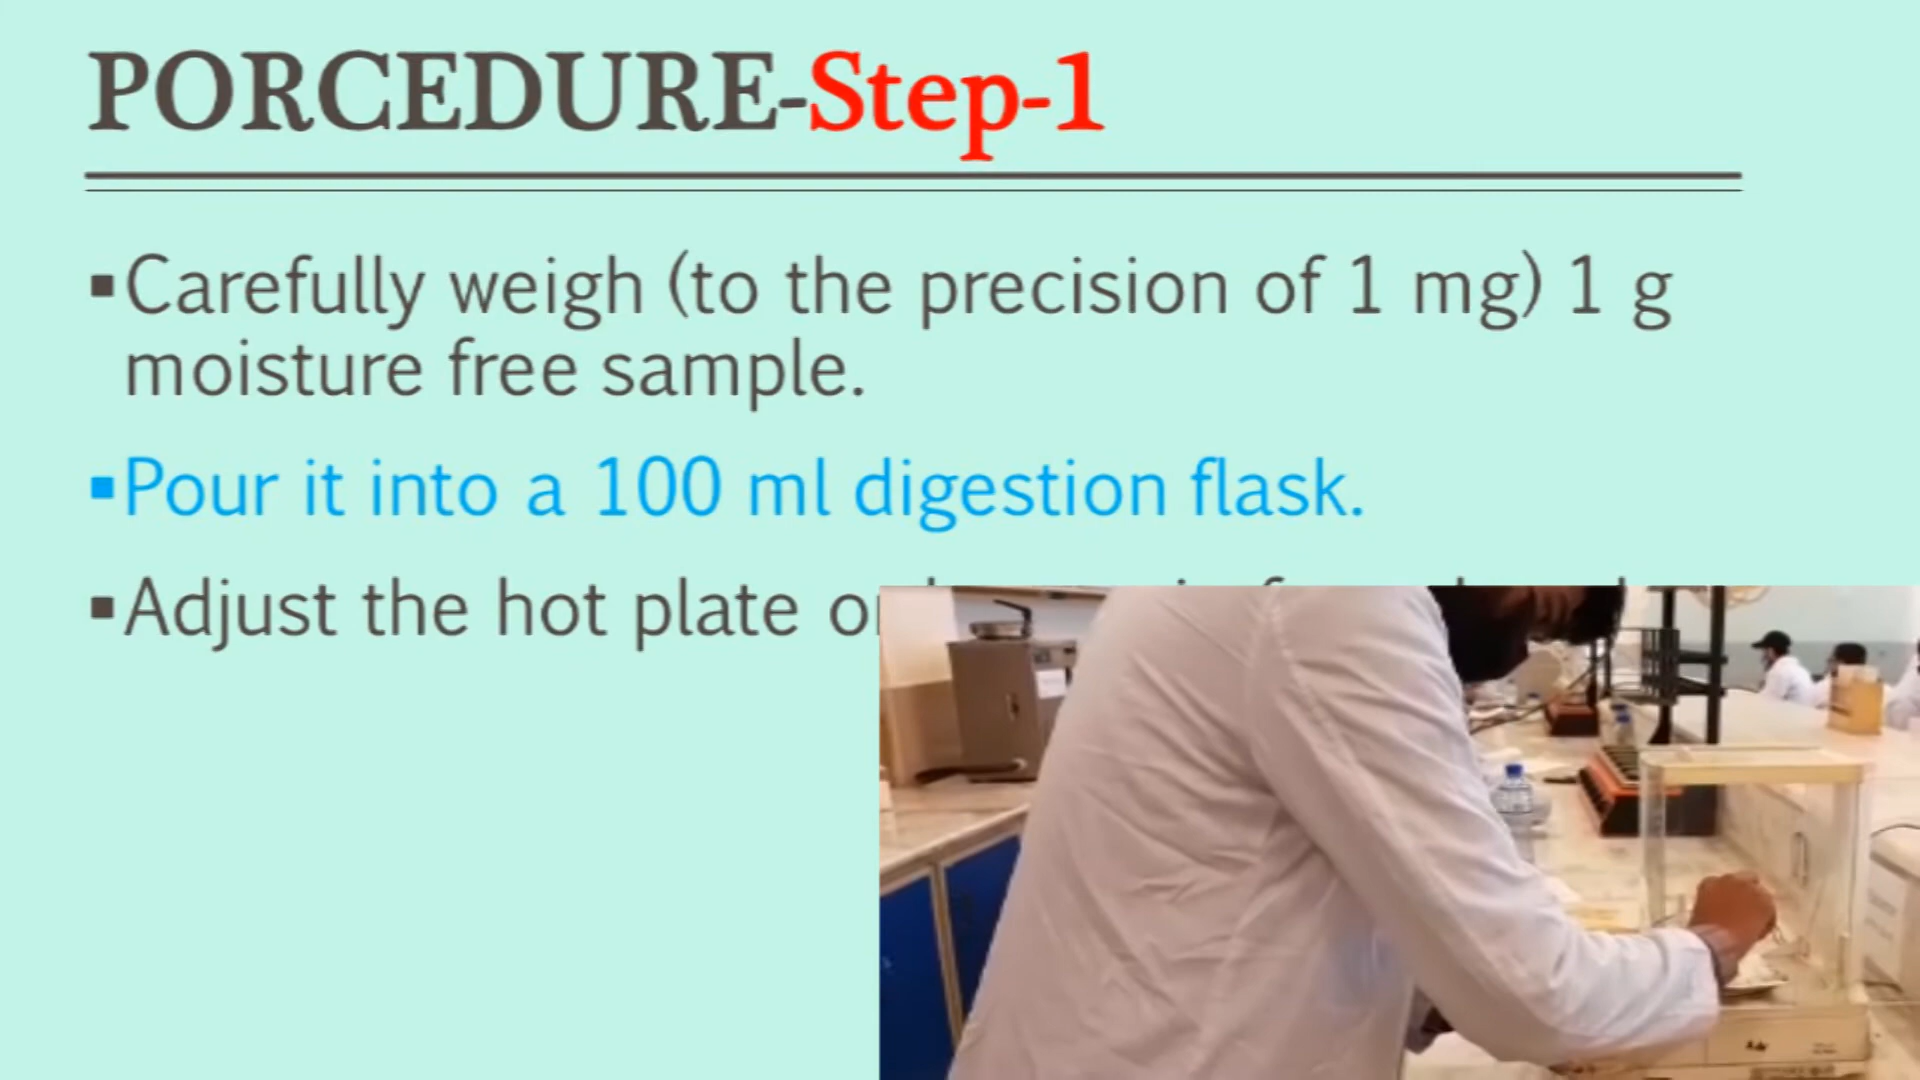 PORCEDURE-Step-1
▪Carefully weigh (to the precision of 1 mg) 1 g
moisture free sample.
▪Pour it into a 100 ml digestion flask.
▪Adjust the hot plate